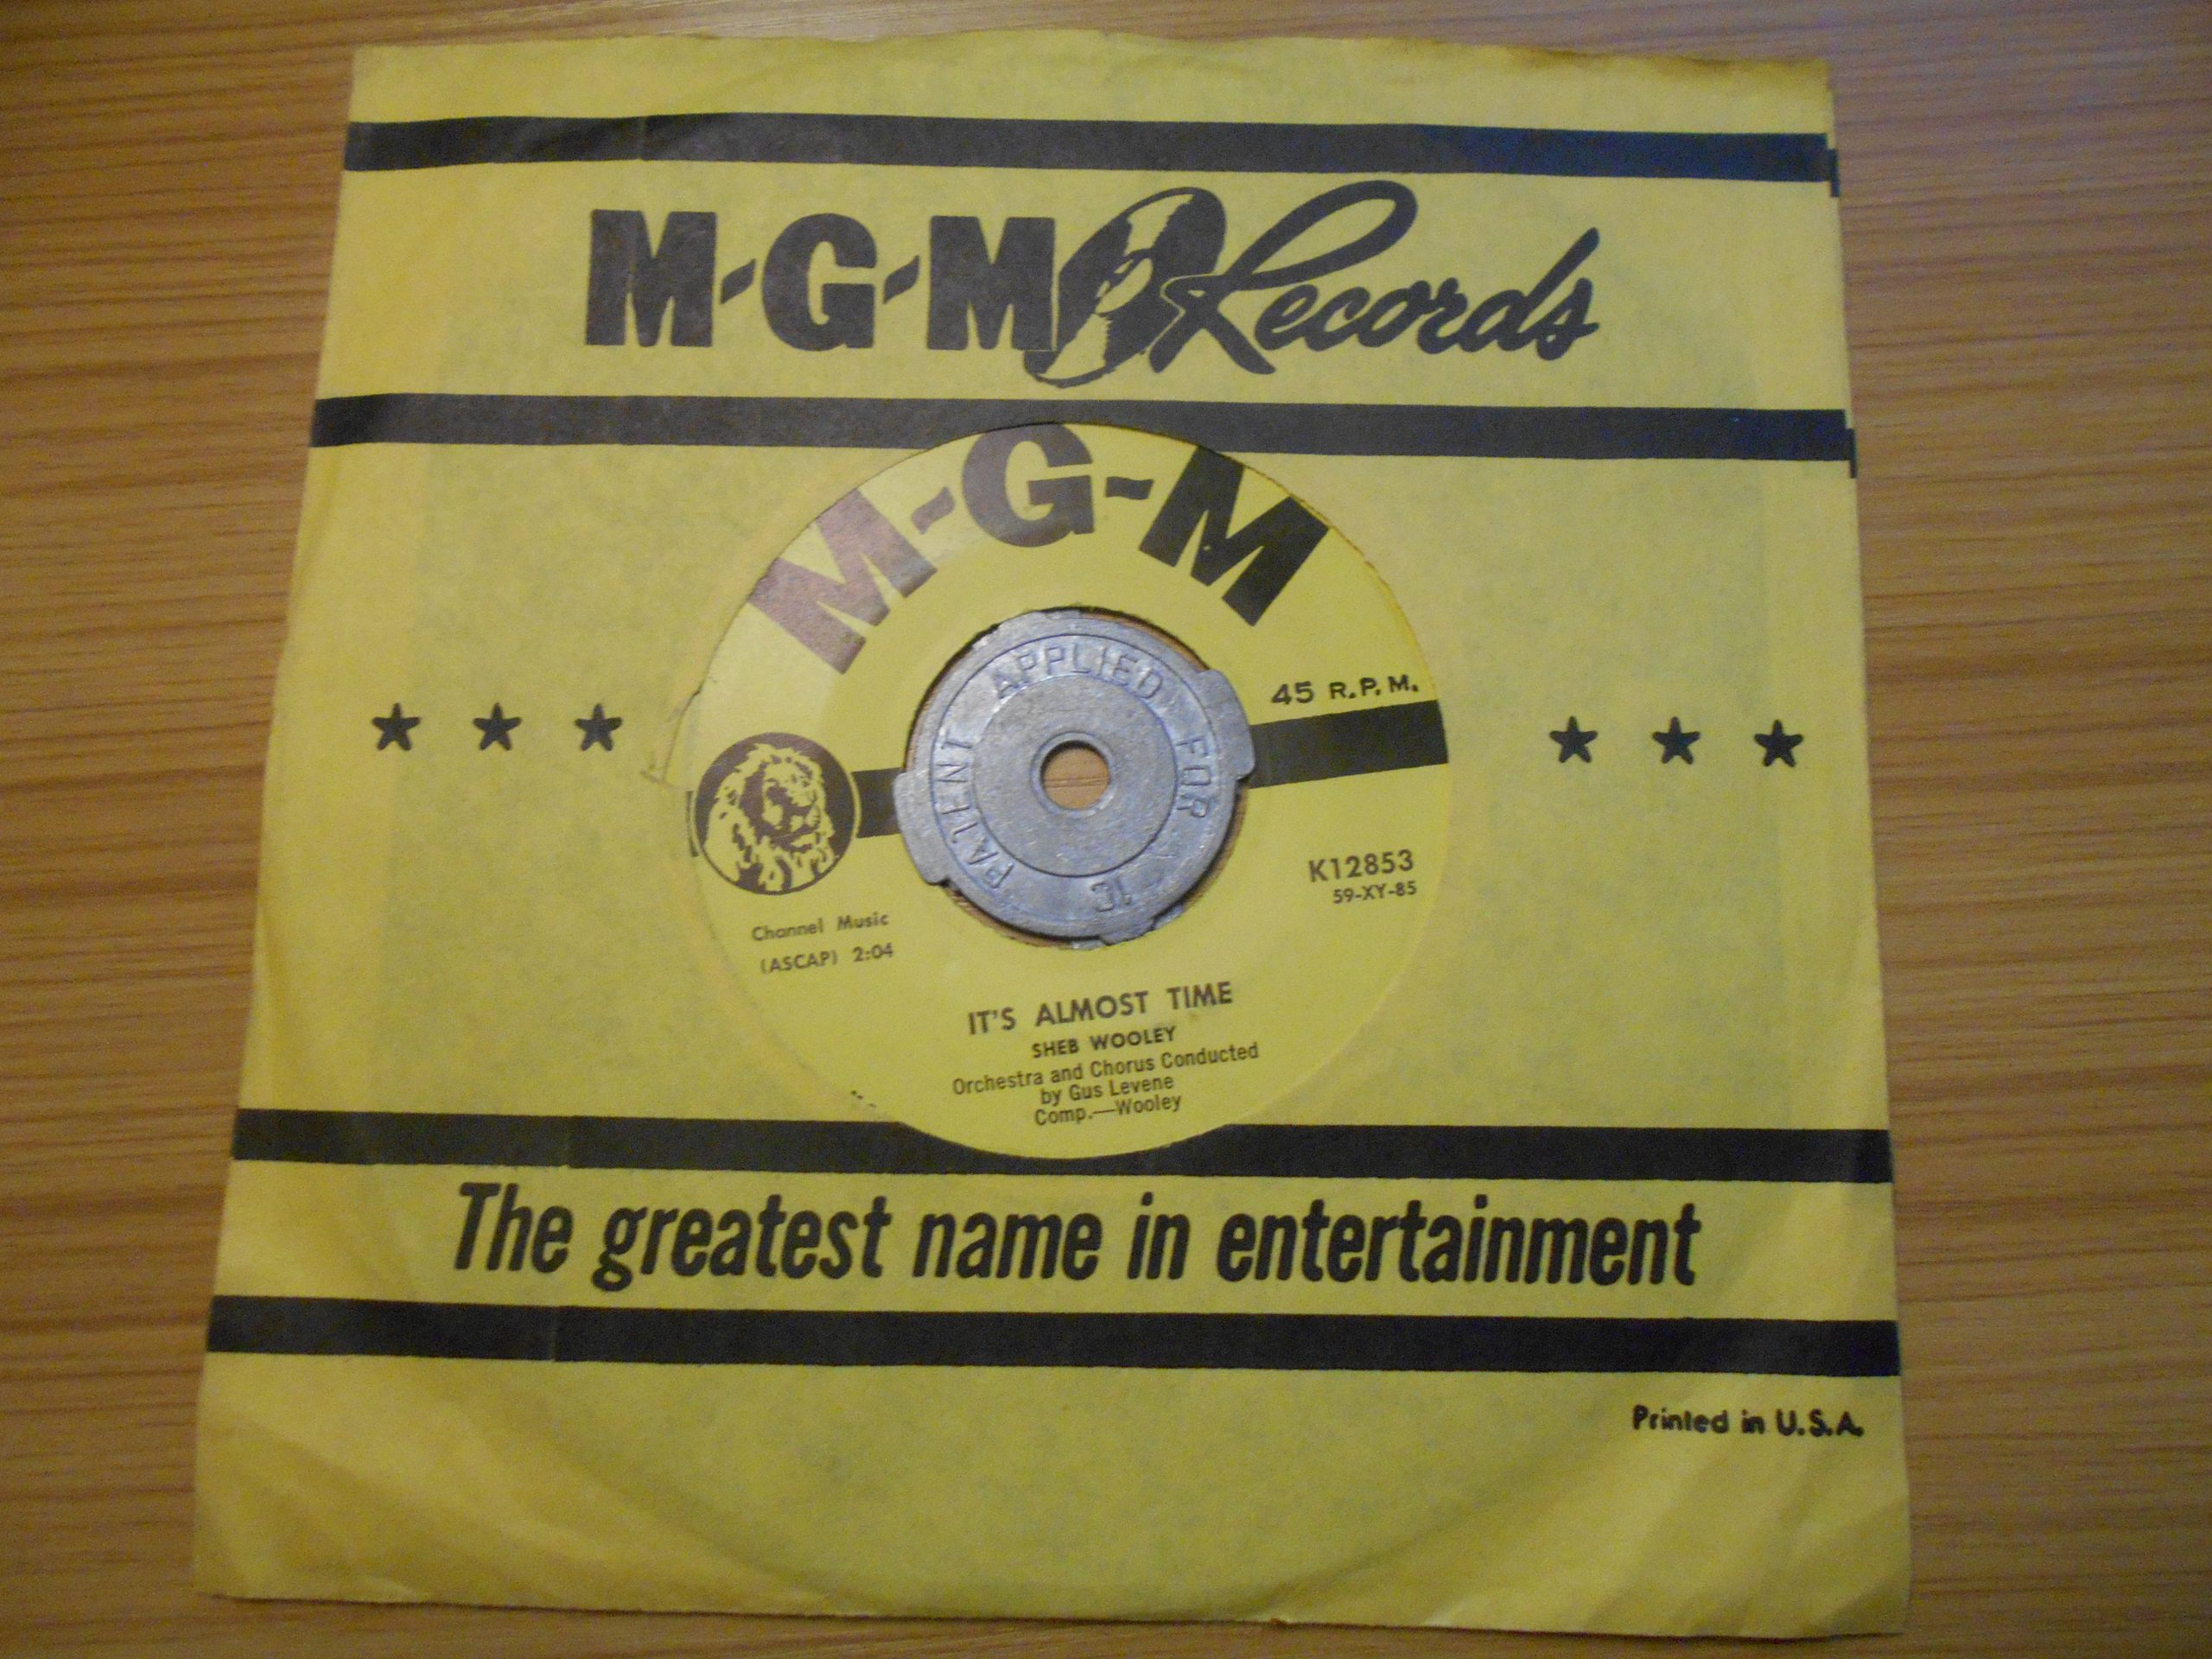 M-G-M Records
M-G-M
PATENT APPLIED FOR
1C
45 R.P.M.
K12853
59-XY-85
Channel Music
(ASCAP) 2:04
IT'S ALMOST TIME
SHEB WOOLEY
Orchestra and Chorus Conducted
by Gus Levene
Comp.—Wooley
The greatest name in entertainment
Printed in U.S.A.